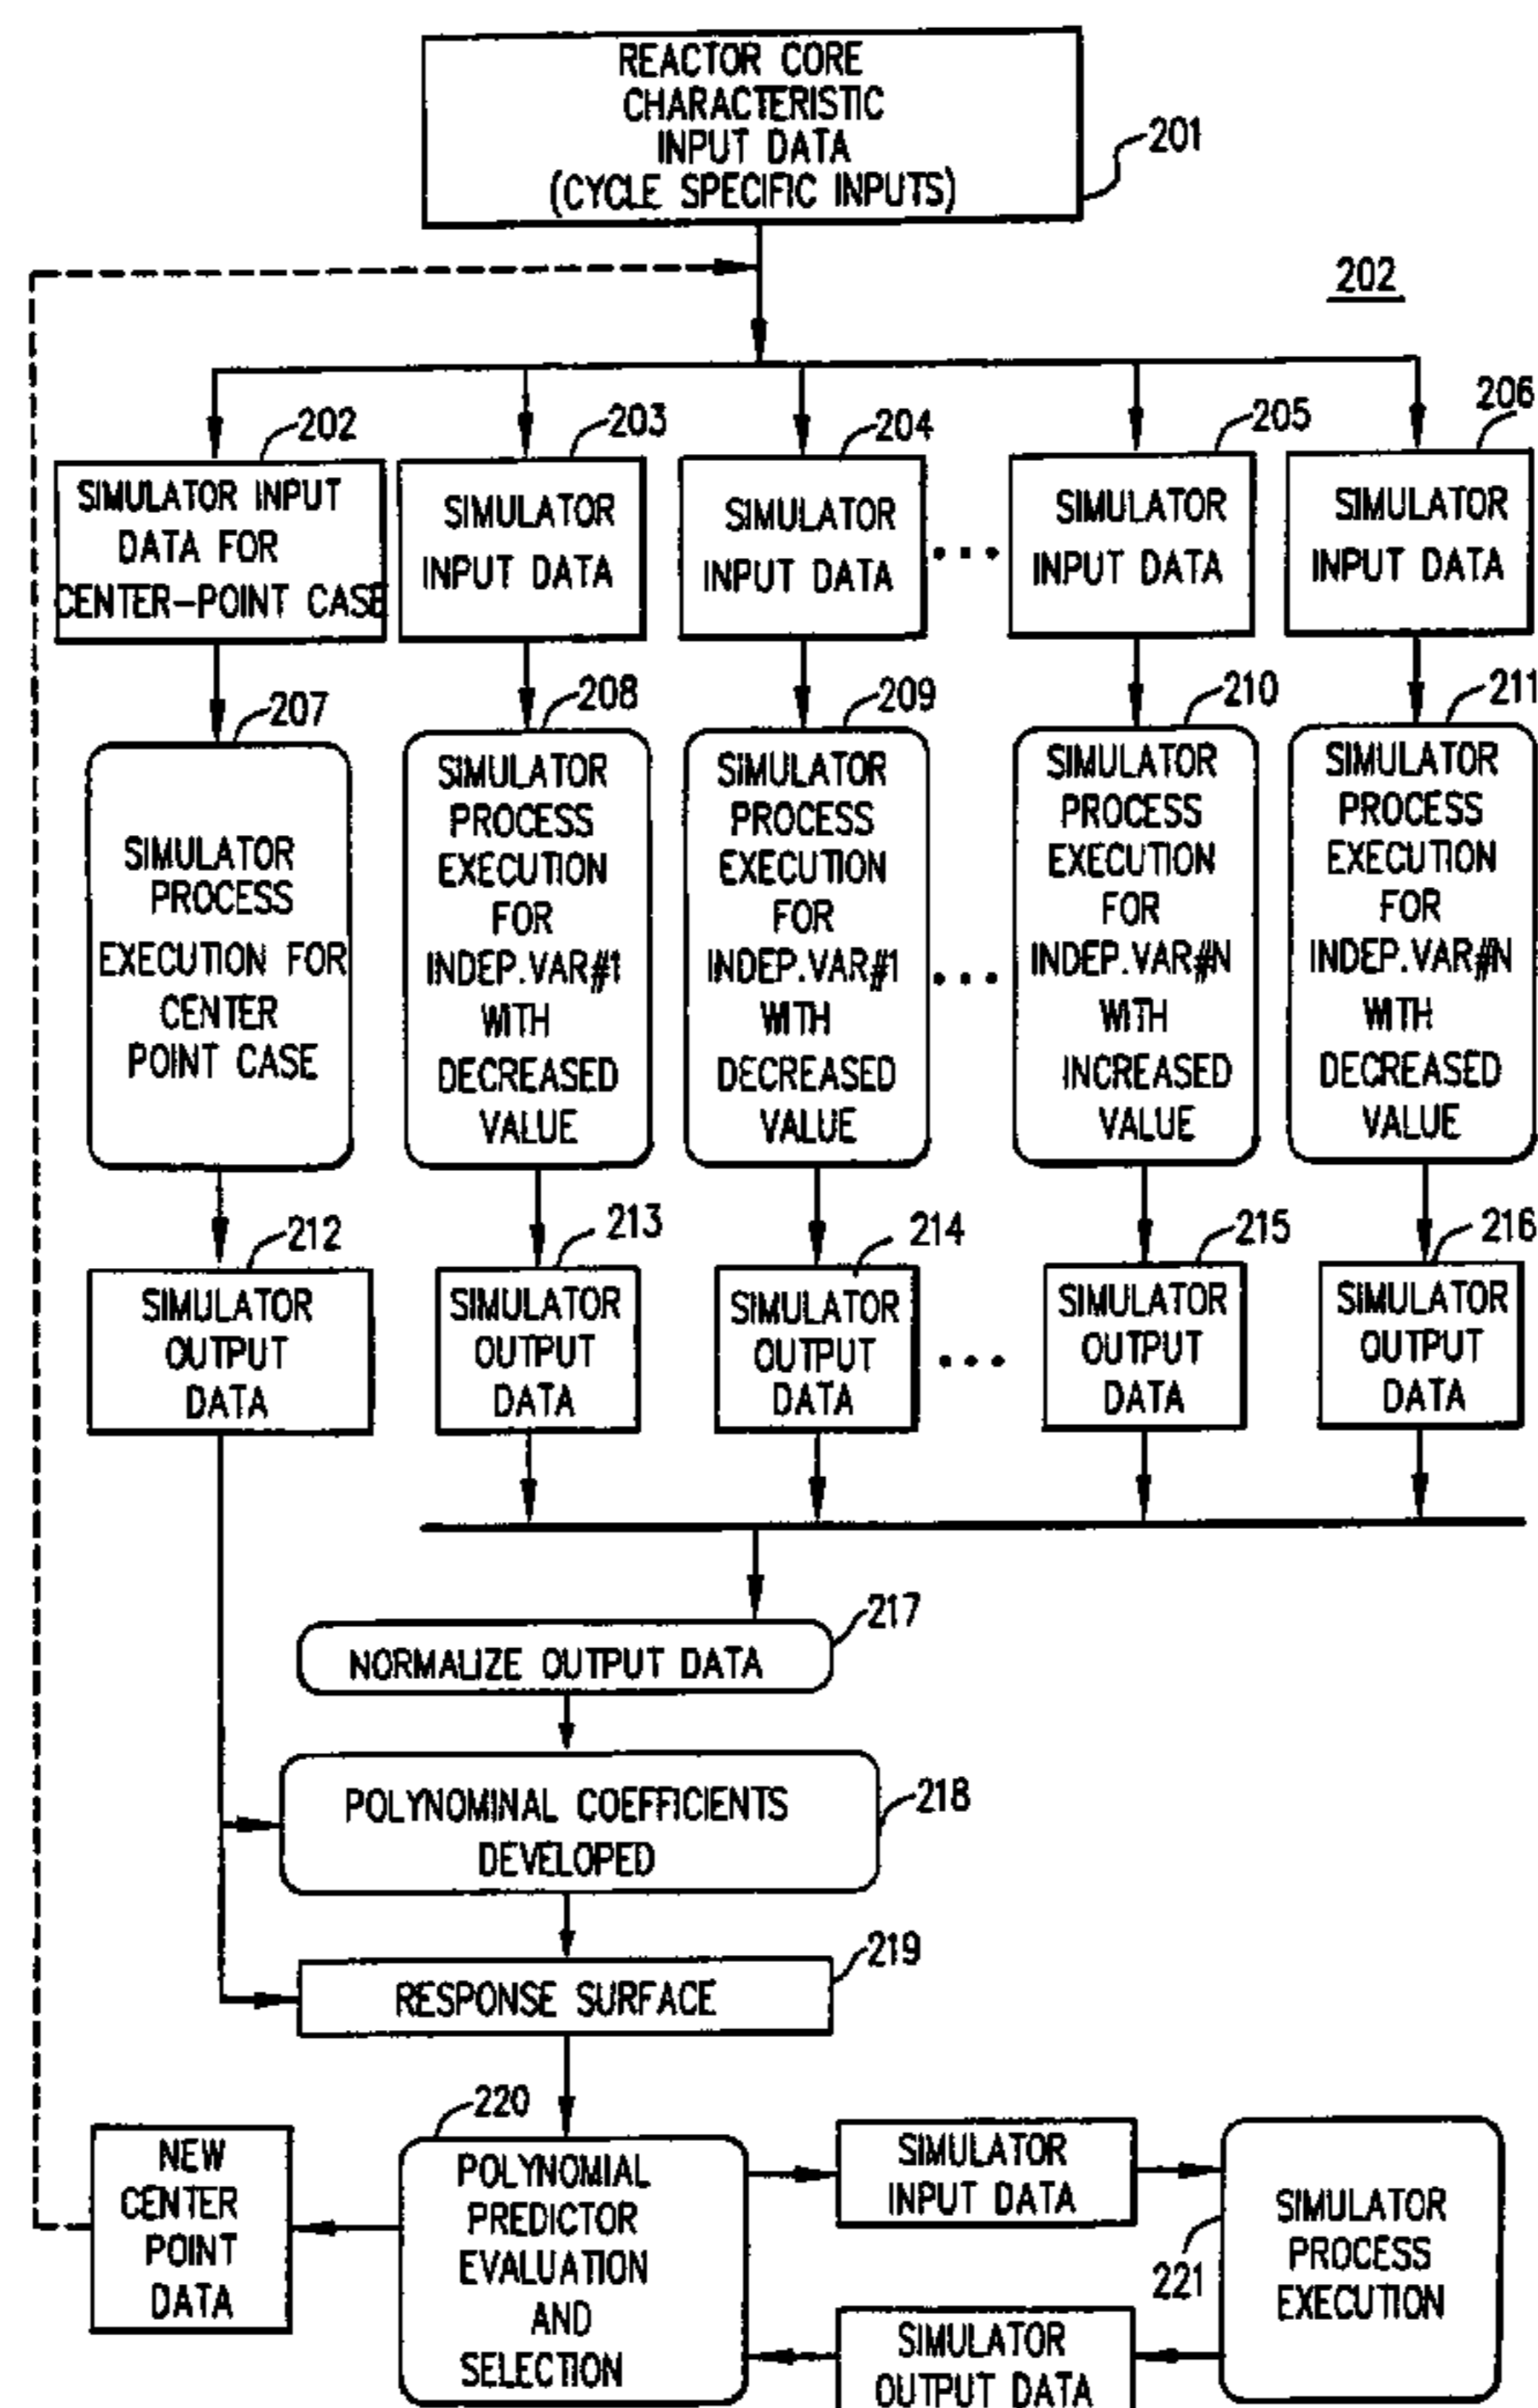 REACTOR CORE
CHARACTERISTIC
INPUT DATA
(CYCLE SPECIFIC INPUTS)
201
202
202
203
204
205
206
SIMULATOR INPUT
DATA FOR
CENTER-POINT CASE
SIMULATOR
INPUT DATA
SIMULATOR
INPUT DATA
...
SIMULATOR
INPUT DATA
SIMULATOR
INPUT DATA
207
208
209
210
211
SIMULATOR
PROCESS
EXECUTION FOR
CENTER
POINT CASE
SIMULATOR
PROCESS
EXECUTION
FOR
INDEP.VAR#1
WITH
DECREASED
VALUE
SIMULATOR
PROCESS
EXECUTION
FOR
INDEP.VAR#1
WITH
DECREASED
VALUE
...
SIMULATOR
PROCESS
EXECUTION
FOR
INDEP.VAR#N
WITH
INCREASED
VALUE
SIMULATOR
PROCESS
EXECUTION
FOR
INDEP.VAR#N
WITH
DECREASED
VALUE
212
213
214
215
216
SIMULATOR
OUTPUT
DATA
SIMULATOR
OUTPUT
DATA
SIMULATOR
OUTPUT
DATA
...
SIMULATOR
OUTPUT
DATA
SIMULATOR
OUTPUT
DATA
217
NORMALIZE OUTPUT DATA
218
POLYNOMINAL COEFFICIENTS
DEVELOPED
219
RESPONSE SURFACE
220
NEW
CENTER
POINT
DATA
POLYNOMIAL
PREDICTOR
EVALUATION
AND
SELECTION
SIMULATOR
INPUT DATA
221
SIMULATOR
PROCESS
EXECUTION
SIMULATOR
OUTPUT DATA